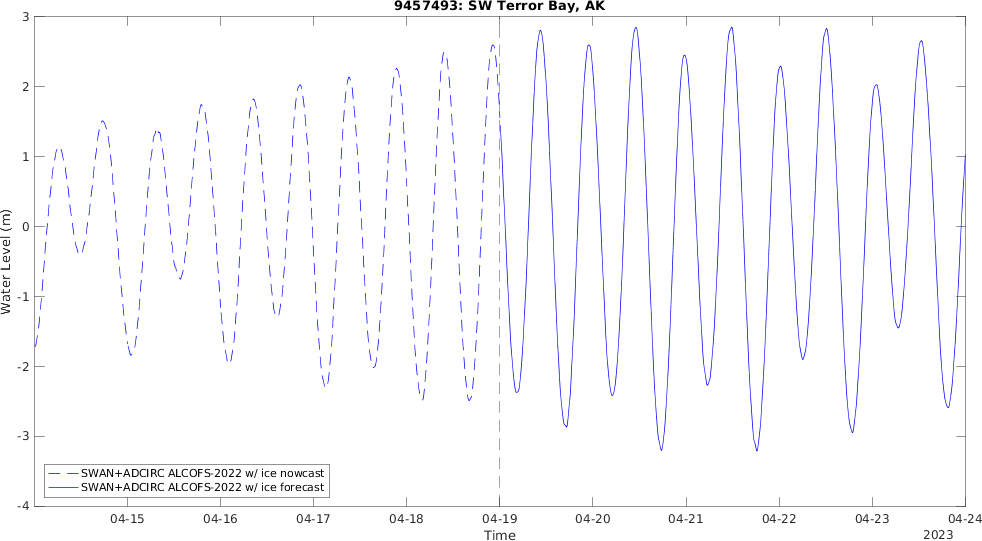 9457493: SW Terror Bay, AK
3
2
1
0
-1
-2
-3
-4
Water Level (m)
SWAN+ADCIRC ALCOFS-2022 w/ ice nowcast
SWAN+ADCIRC ALCOFS-2022 w/ ice forecast
04-15 04-16 04-17 04-18 04-19 04-20 04-21 04-22 04-23 04-24
Time
2023